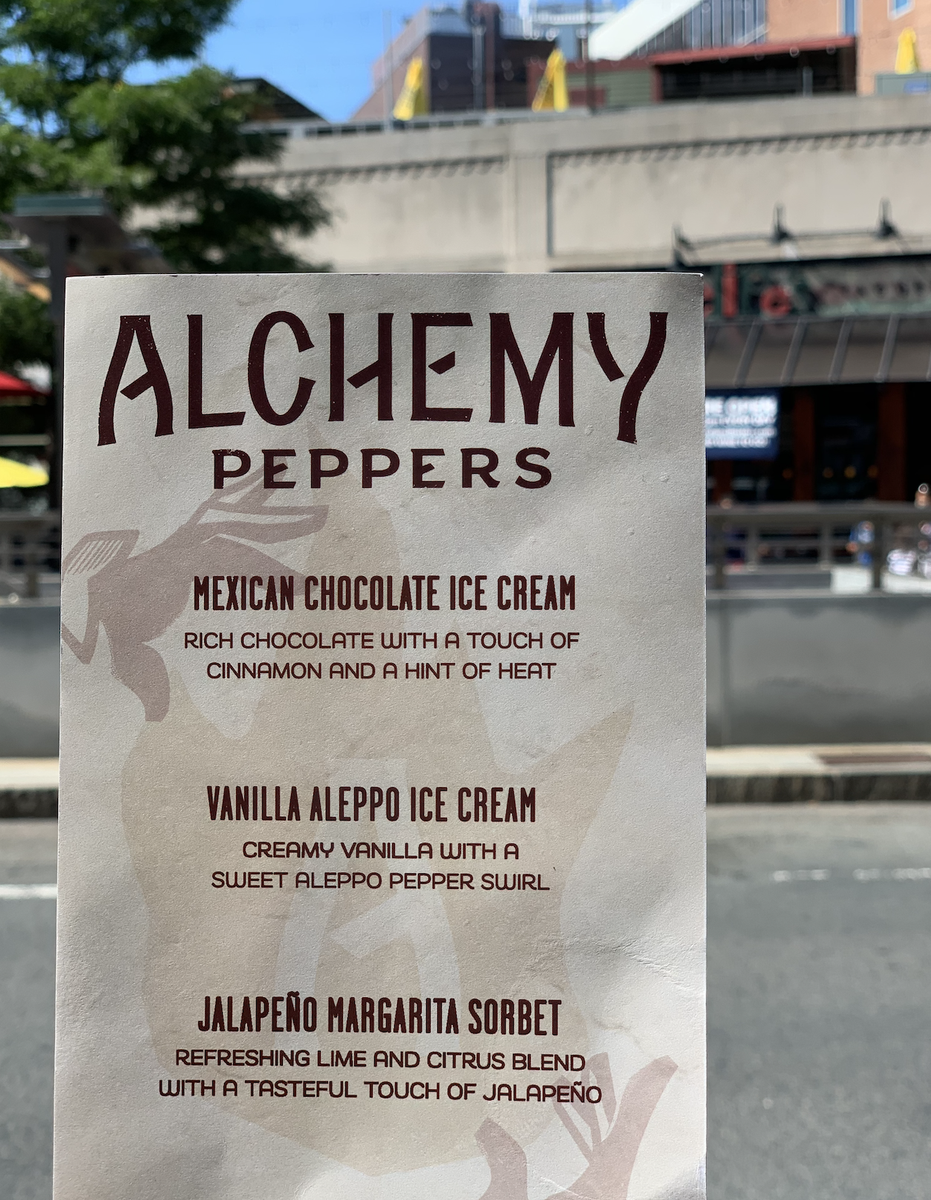 ALCHEMY
PEPPERS
MEXICAN CHOCOLATE ICE CREAM
RICH CHOCOLATE WITH A TOUCH OF
CINNAMON AND A HINT OF HEAT
VANILLA ALEPPO ICE CREAM
CREAMY VANILLA WITH A
SWEET ALEPPO PEPPER SWIRL
JALAPEÑO MARGARITA SORBET
REFRESHING LIME AND CITRUS BLEND
WITH A TASTEFUL TOUCH OF JALAPEÑO